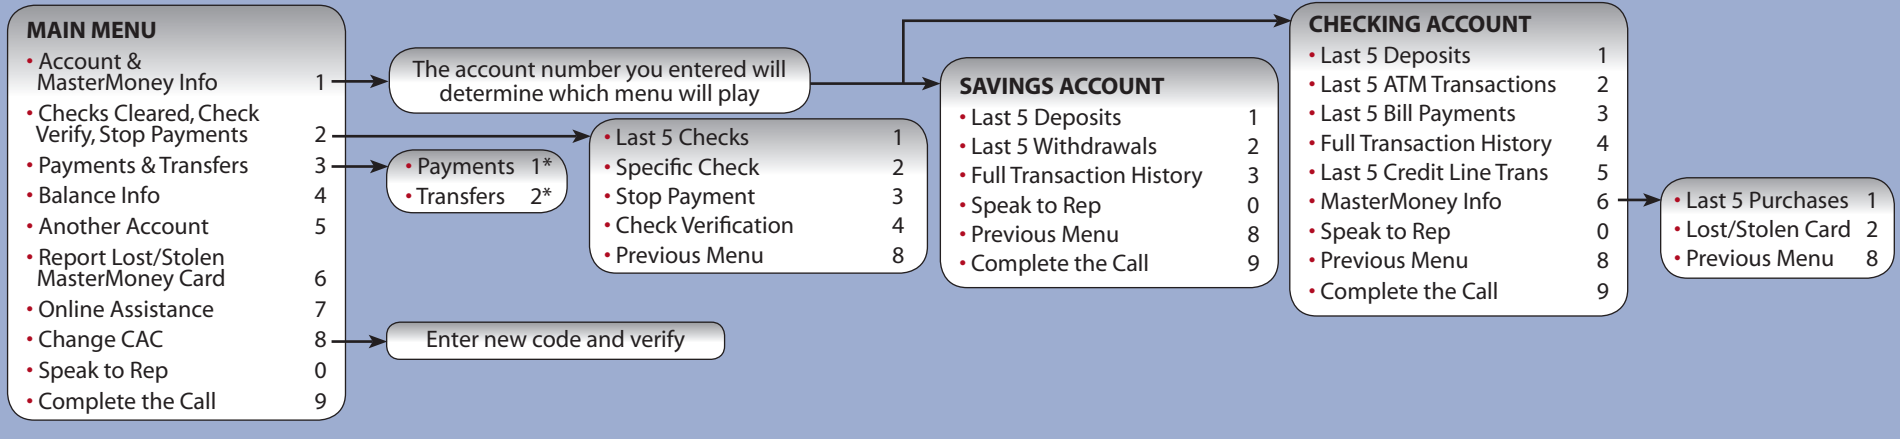 MAIN MENU
• Account &
MasterMoney Info 1
• Checks Cleared, Check
Verify, Stop Payments 2
• Payments & Transfers 3
• Balance Info 4
• Another Account 5
• Report Lost/Stolen
MasterMoney Card 6
• Online Assistance 7
• Change CAC 8
• Speak to Rep 0
• Complete the Call 9
The account number you entered will
determine which menu will play
• Last 5 Checks 1
• Specific Check 2
• Stop Payment 3
• Check Verification 4
• Previous Menu 8
• Payments 1*
• Transfers 2*
Enter new code and verify
SAVINGS ACCOUNT
• Last 5 Deposits 1
• Last 5 Withdrawals 2
• Full Transaction History 3
• Speak to Rep 0
• Previous Menu 8
• Complete the Call 9
CHECKING ACCOUNT
• Last 5 Deposits 1
• Last 5 ATM Transactions 2
• Last 5 Bill Payments 3
• Full Transaction History 4
• Last 5 Credit Line Trans 5
• MasterMoney Info 6
• Speak to Rep 0
• Previous Menu 8
• Complete the Call 9
• Last 5 Purchases 1
• Lost/Stolen Card 2
• Previous Menu 8